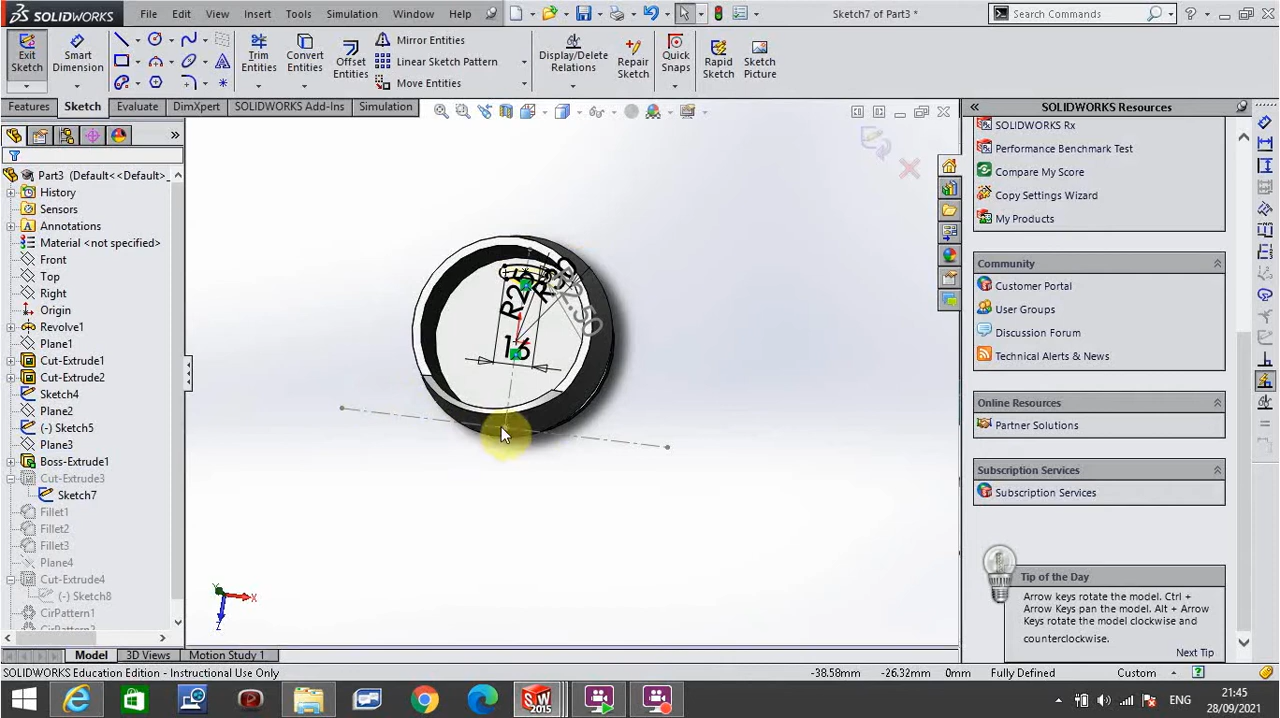 SOLIDWORKS File Edit View Insert Tools Simulation Window Help Sketch7 of Part3 * Search Commands
Exit Sketch
Smart Dimension
Trim Entities
Convert Entities
Offset Entities
Mirror Entities
Linear Sketch Pattern
Move Entities
Display/Delete Relations
Repair Sketch
Quick Snaps
Rapid Sketch
Sketch Picture
Features Sketch Evaluate DimXpert SOLIDWORKS Add-Ins Simulation
SOLIDWORKS Resources
Part3 (Default<<Default>_
History
Sensors
Annotations
Material <not specified>
Front
Top
Right
Origin
Revolve1
Plane1
Cut-Extrude1
Cut-Extrude2
Sketch4
Plane2
(-) Sketch5
Plane3
Boss-Extrude1
Cut-Extrude3
Sketch7
Fillet1
Fillet2
Fillet3
Plane4
Cut-Extrude4
(-) Sketch8
CirPattern1
16
X
Z
SOLIDWORKS Rx
Performance Benchmark Test
Compare My Score
Copy Settings Wizard
My Products
Community
Customer Portal
User Groups
Discussion Forum
Technical Alerts & News
Online Resources
Partner Solutions
Subscription Services
Subscription Services
Tip of the Day
Arrow keys rotate the model. Ctrl +
Arrow Keys pan the model. Alt + Arrow
Keys rotate the model clockwise and
counterclockwise.
Next Tip
Model 3D Views Motion Study 1
SOLIDWORKS Education Edition - Instructional Use Only -38.58mm -26.32mm 0mm Fully Defined Custom
SW 2015
ENG
21:45
28/09/2021